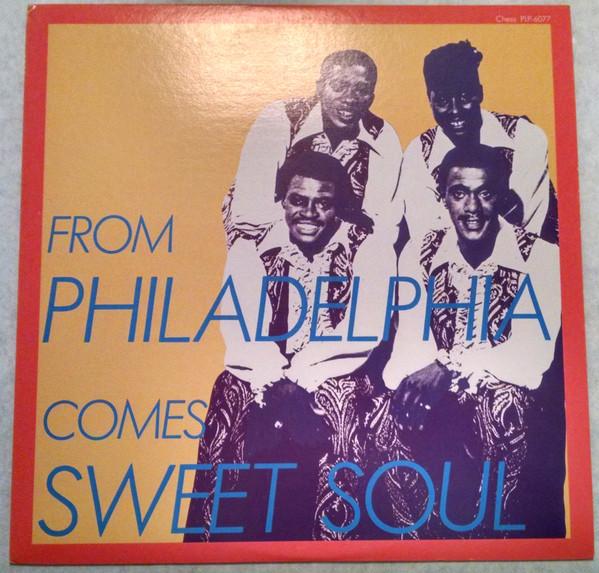 Chess PLP-6077
FROM
PHILADELPHIA
COMES
SWEET SOUL